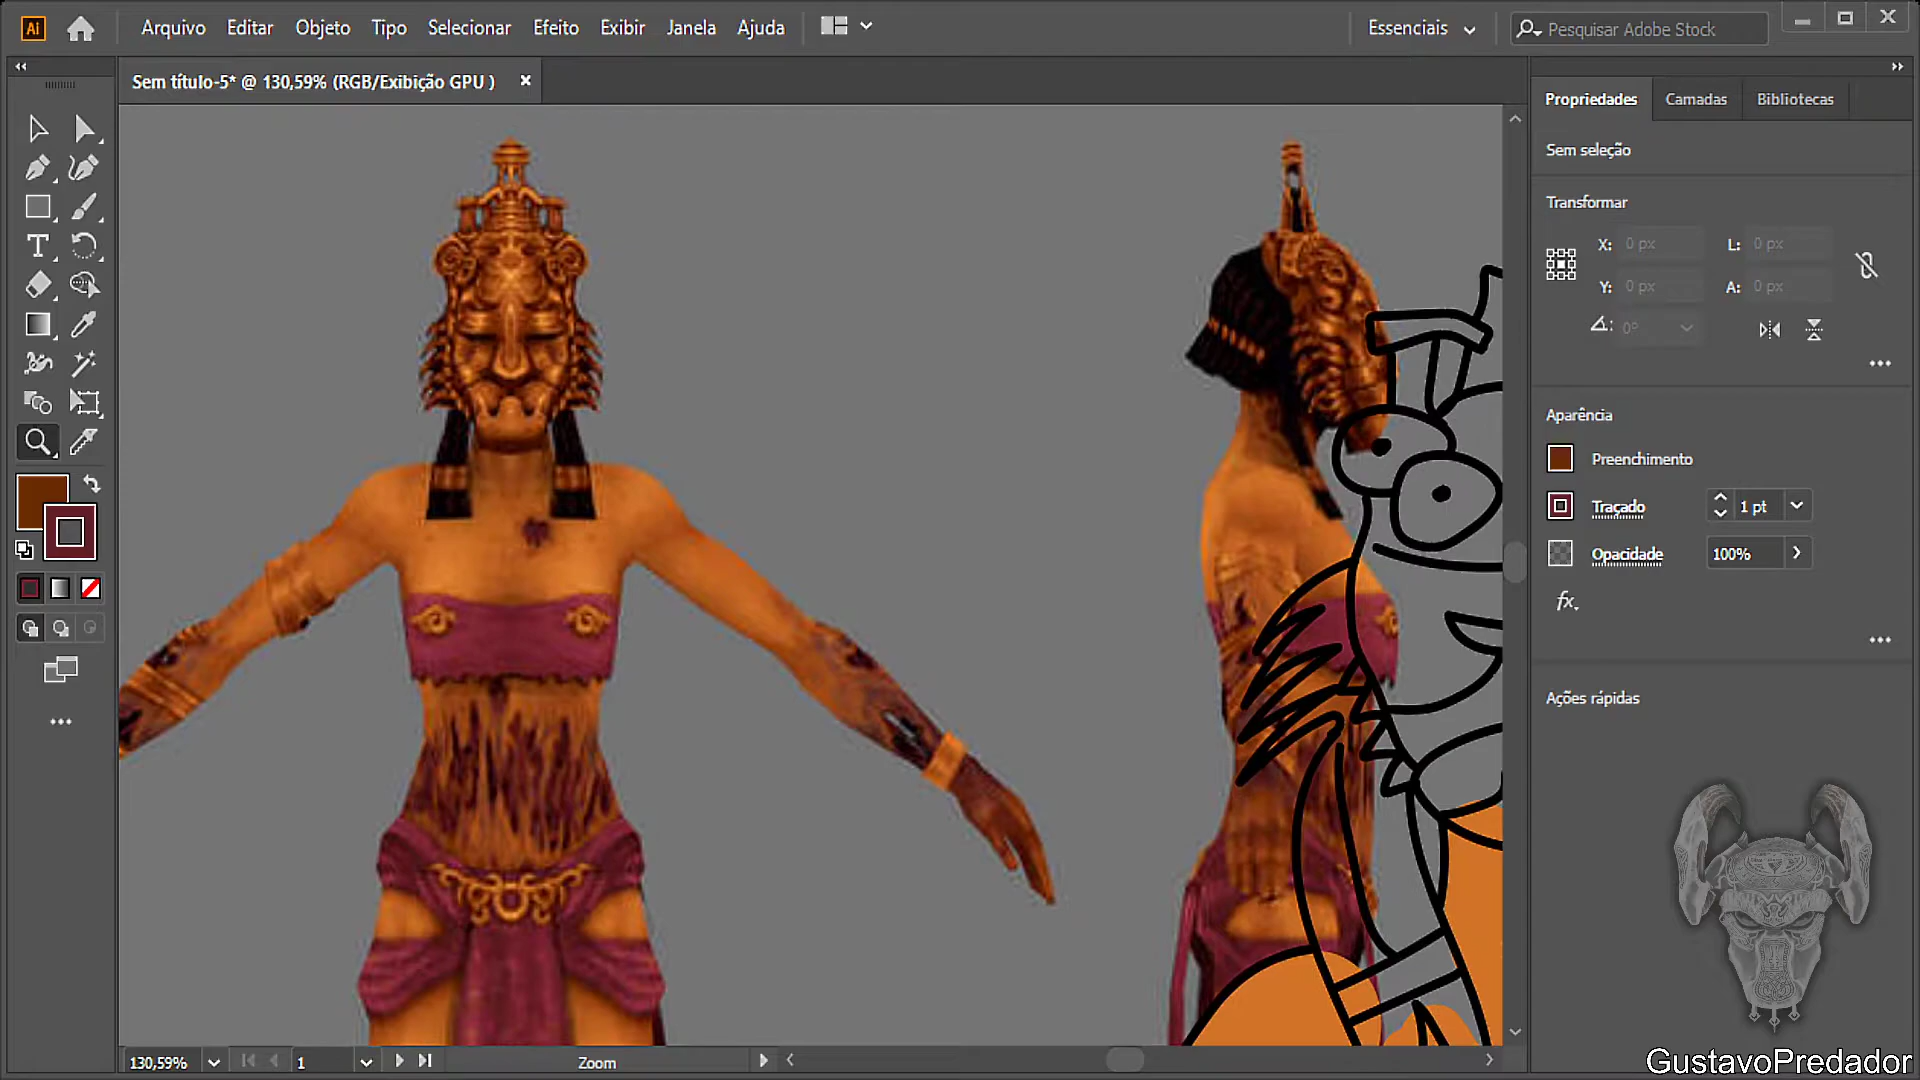 Ai
Arquivo Editar Objeto Tipo Selecionar Efeito Exibir Janela Ajuda
Essenciais
Pesquisar Adobe Stock
Sem título-5* @ 130,59% (RGB/Exibição GPU )
Propriedades Camadas Bibliotecas
Sem seleção
Transformar
X: 0 px L: 0 px
Y: 0 px A: 0 px
0°
Aparência
Preenchimento
Traçado 1 pt
Opacidade 100%
fx.
Ações rápidas
130,59% 1 Zoom
GustavoPredador